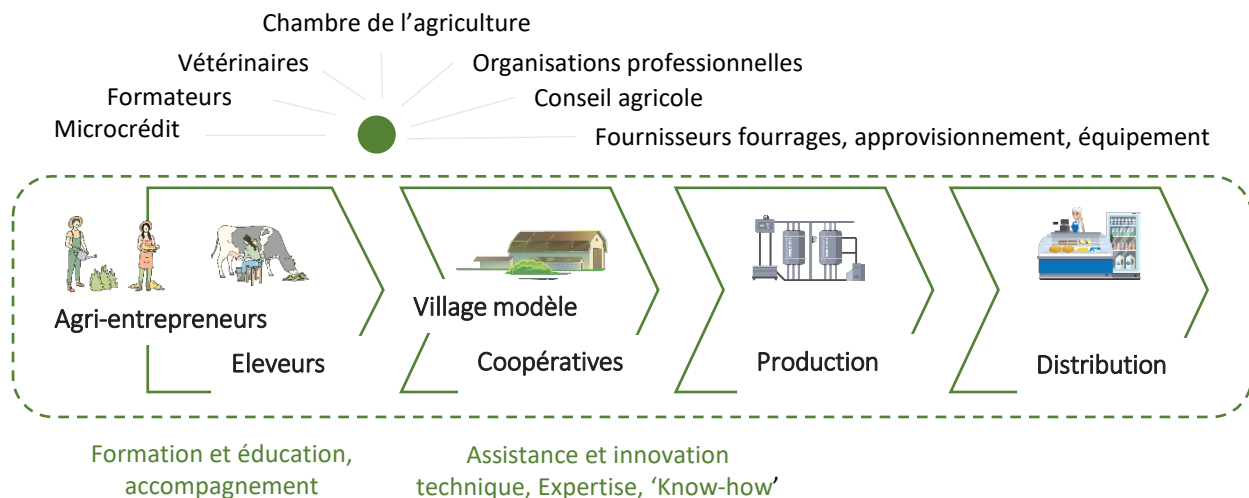 Chambre de l’agriculture
Vétérinaires
Organisations professionnelles
Formateurs
Conseil agricole
Microcrédit
Fournisseurs fourrages, approvisionnement, équipement
Agri-entrepreneurs
Village modèle
Eleveurs
Coopératives
Production
Distribution
Formation et éducation,
accompagnement
Assistance et innovation
technique, Expertise, ‘Know-how’